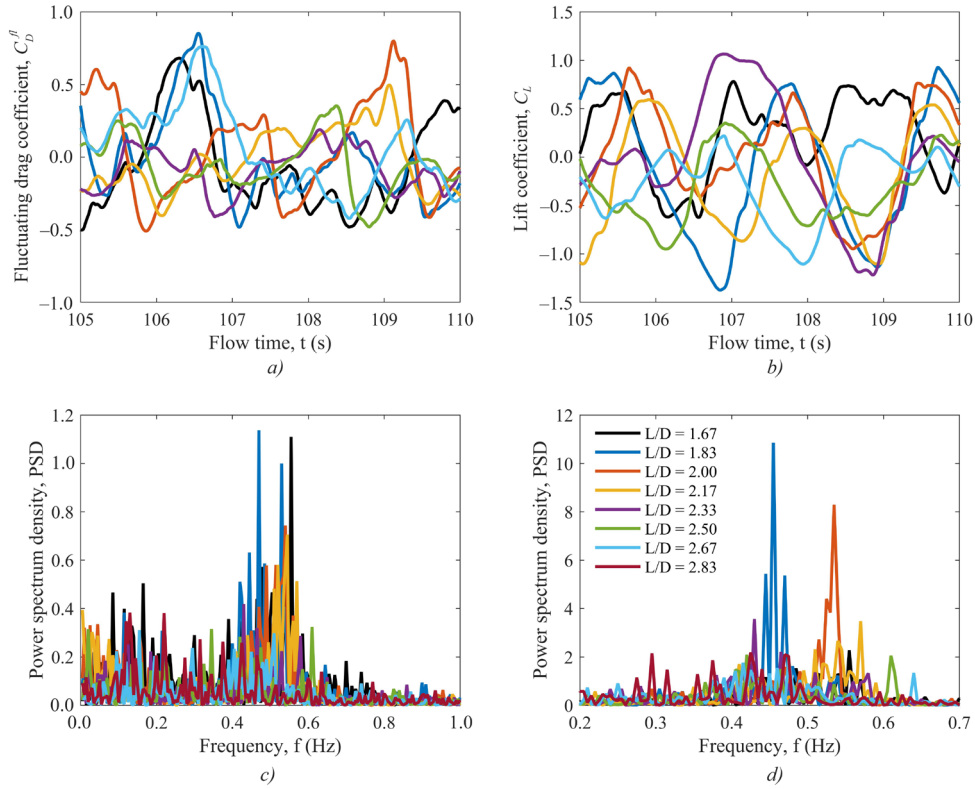 1.0
0.5
0.0
−0.5
−1.0
Fluctuating drag coefficient, C_D^fl
105 106 107 108 109 110
Flow time, t (s)
a)
1.5
1.0
0.5
0.0
−0.5
−1.0
−1.5
Lift coefficient, C_L
105 106 107 108 109 110
Flow time, t (s)
b)
1.2
1.0
0.8
0.6
0.4
0.2
0.0
Power spectrum density, PSD
0.0 0.2 0.4 0.6 0.8 1.0
Frequency, f (Hz)
c)
12
10
8
6
4
2
0
Power spectrum density, PSD
L/D = 1.67
L/D = 1.83
L/D = 2.00
L/D = 2.17
L/D = 2.33
L/D = 2.50
L/D = 2.67
L/D = 2.83
0.2 0.3 0.4 0.5 0.6 0.7
Frequency, f (Hz)
d)